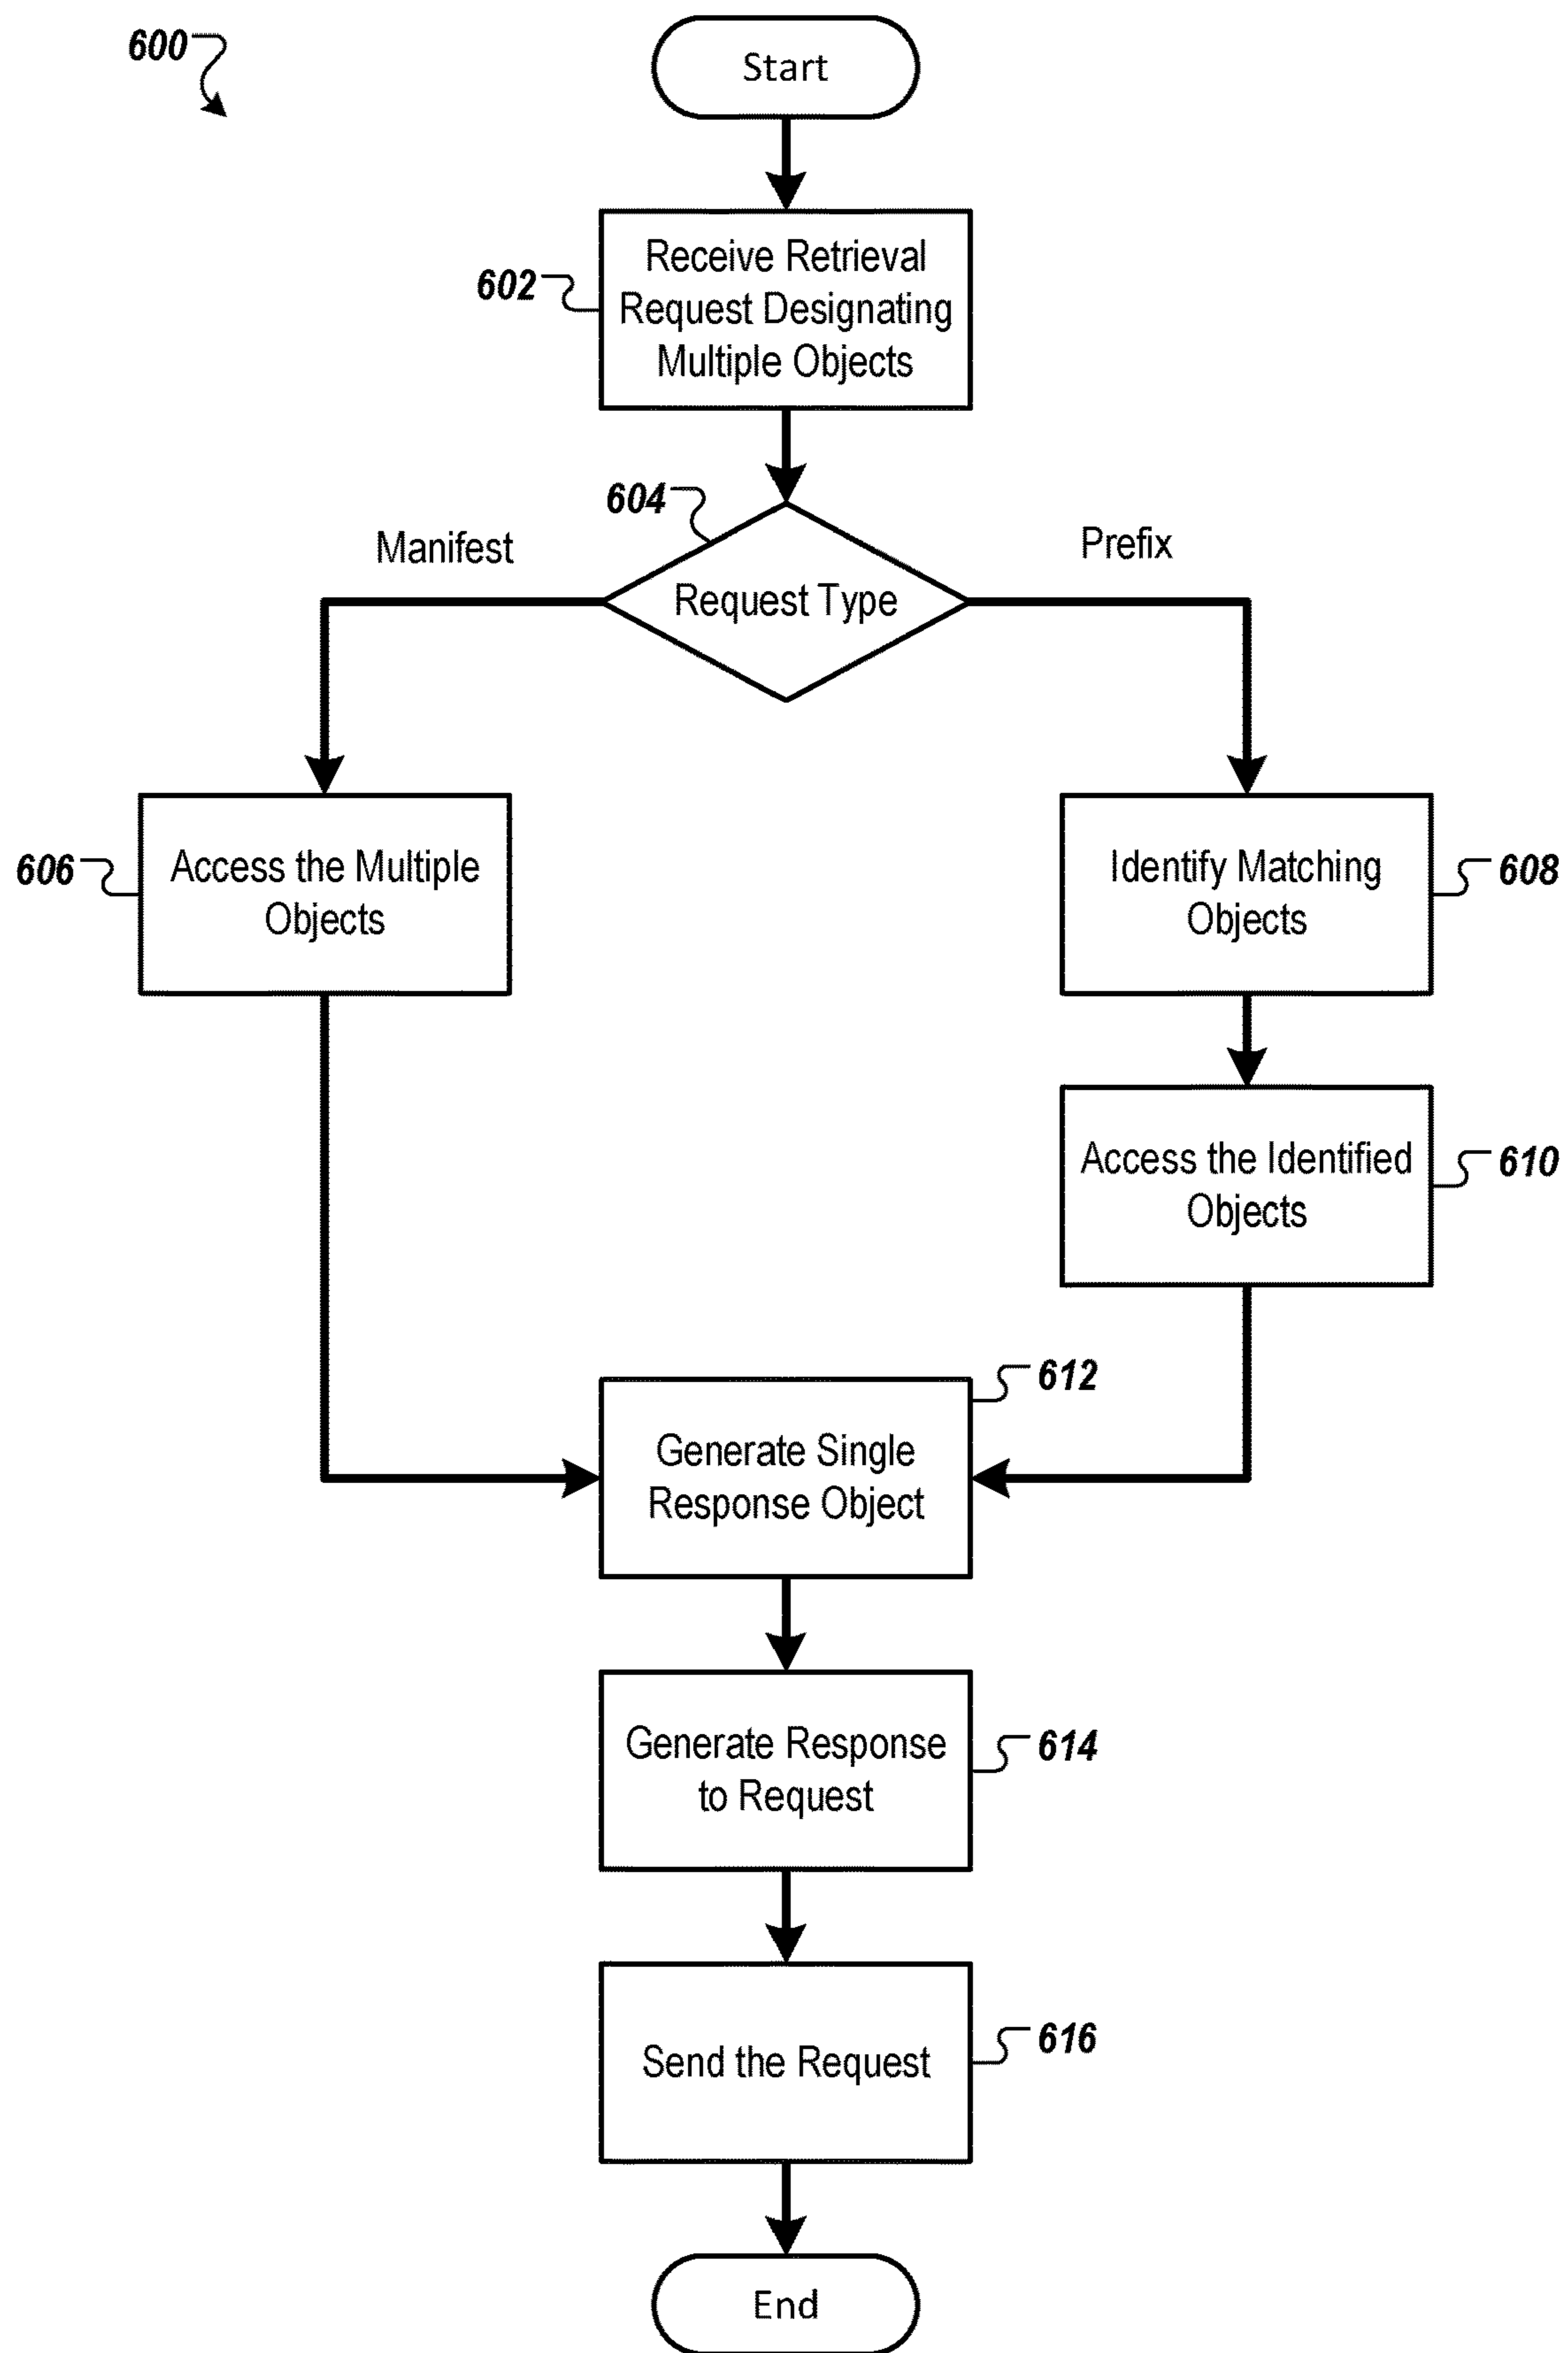 600
Start
602
Receive Retrieval
Request Designating
Multiple Objects
604
Manifest
Prefix
Request Type
606
Access the Multiple
Objects
Identify Matching
Objects
608
Access the Identified
Objects
610
612
Generate Single
Response Object
Generate Response
to Request
614
Send the Request
616
End